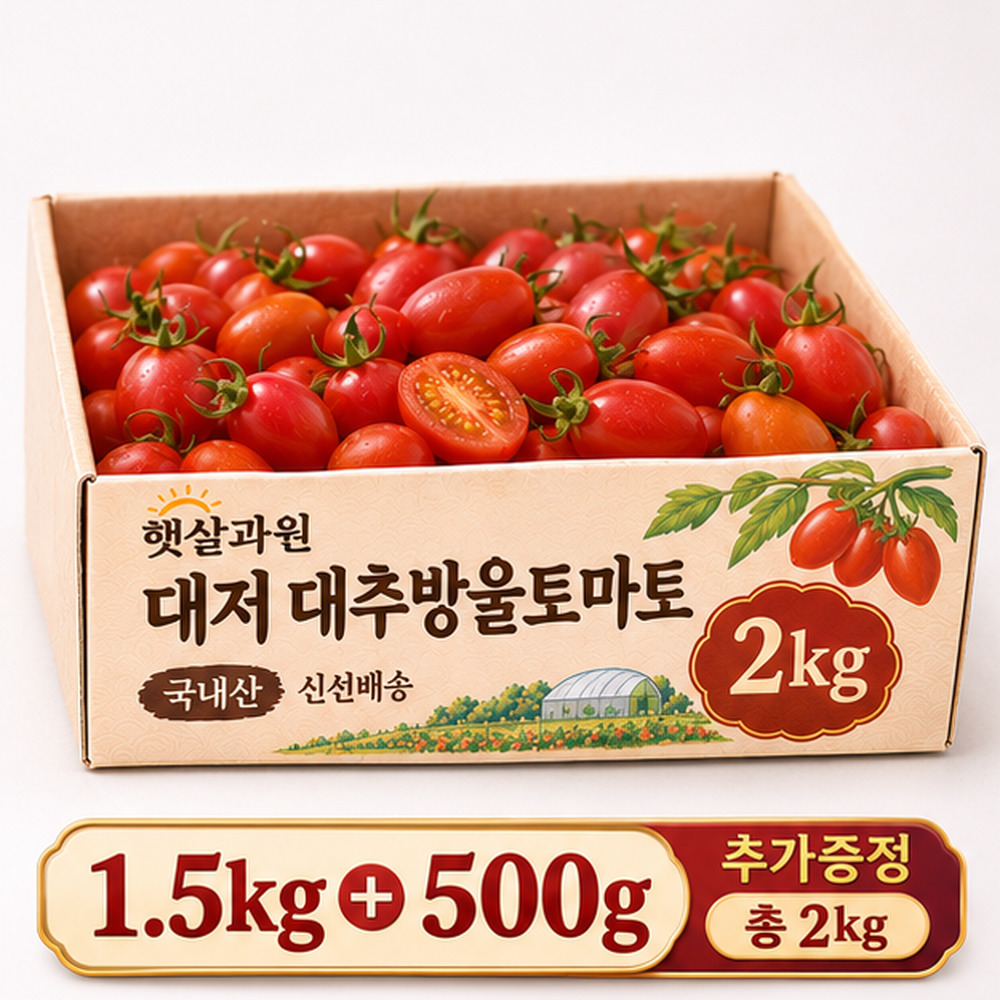 햇살과원
대저 대추방울토마토
국내산 신선배송
2kg
1.5kg + 500g
추가증정
총 2kg